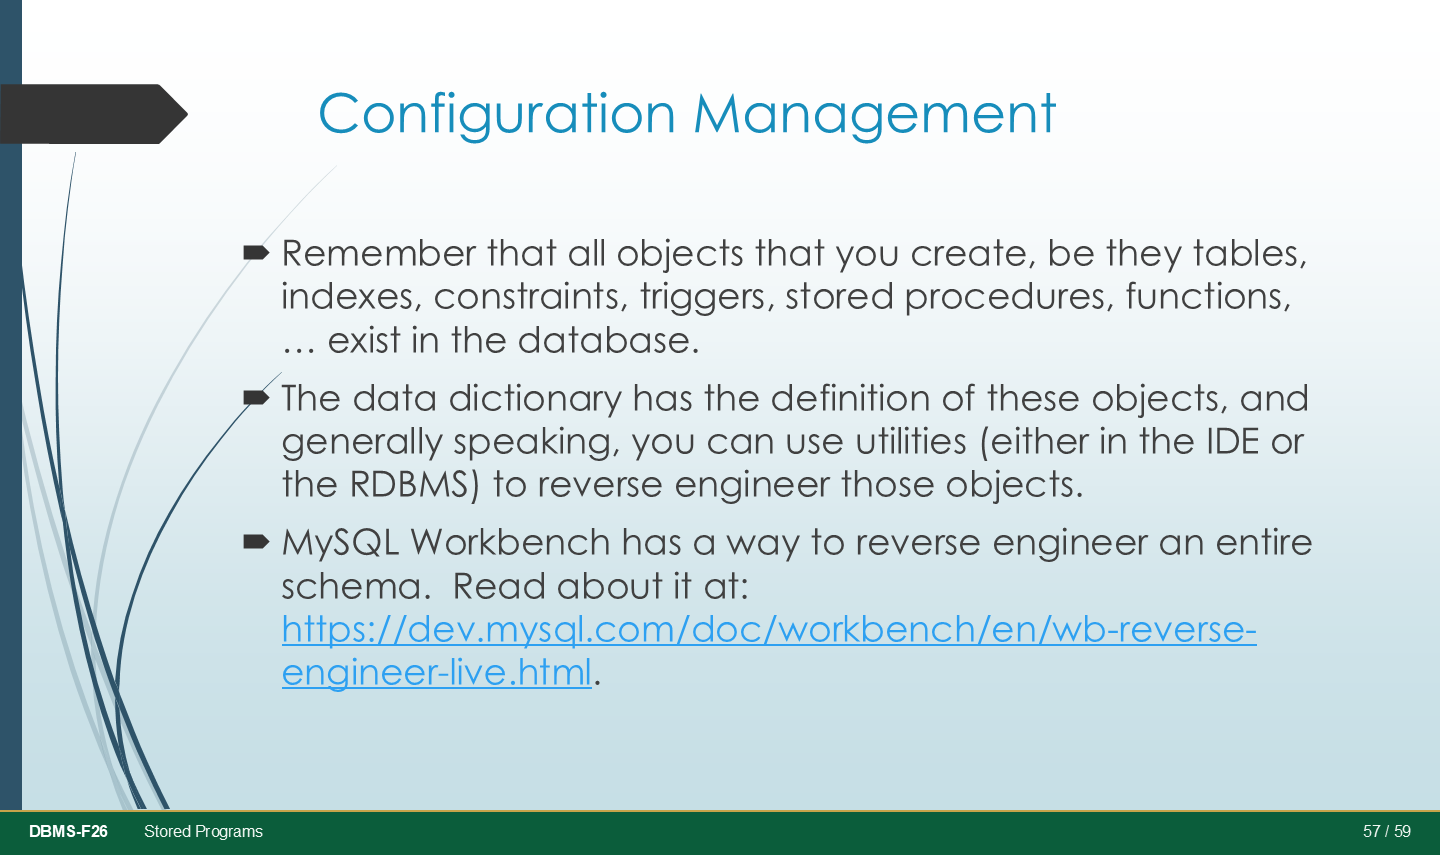 Configuration Management
Remember that all objects that you create, be they tables,
indexes, constraints, triggers, stored procedures, functions,
… exist in the database.
The data dictionary has the definition of these objects, and
generally speaking, you can use utilities (either in the IDE or
the RDBMS) to reverse engineer those objects.
MySQL Workbench has a way to reverse engineer an entire
schema.  Read about it at:
https://dev.mysql.com/doc/workbench/en/wb-reverse-
engineer-live.html.
DBMS-F26 Stored Programs 57 / 59